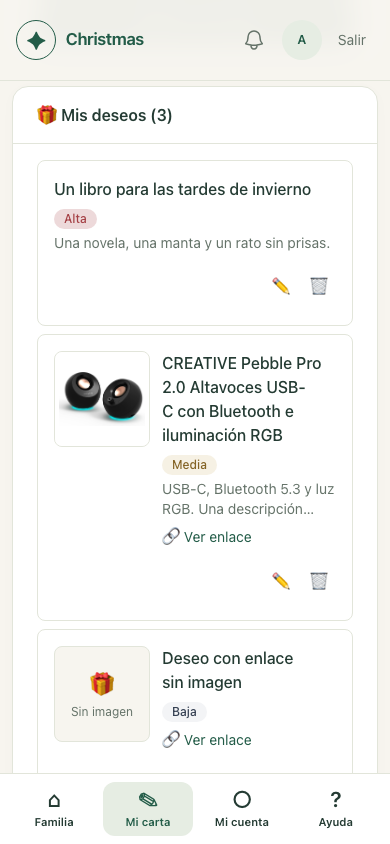 Christmas
A
Salir
Mis deseos (3)
Un libro para las tardes de invierno
Alta
Una novela, una manta y un rato sin prisas.
CREATIVE Pebble Pro
2.0 Altavoces USB-
C con Bluetooth e
iluminación RGB
Media
USB-C, Bluetooth 5.3 y luz
RGB. Una descripción...
Ver enlace
Sin imagen
Deseo con enlace
sin imagen
Baja
Ver enlace
Familia
Mi carta
Mi cuenta
?
Ayuda